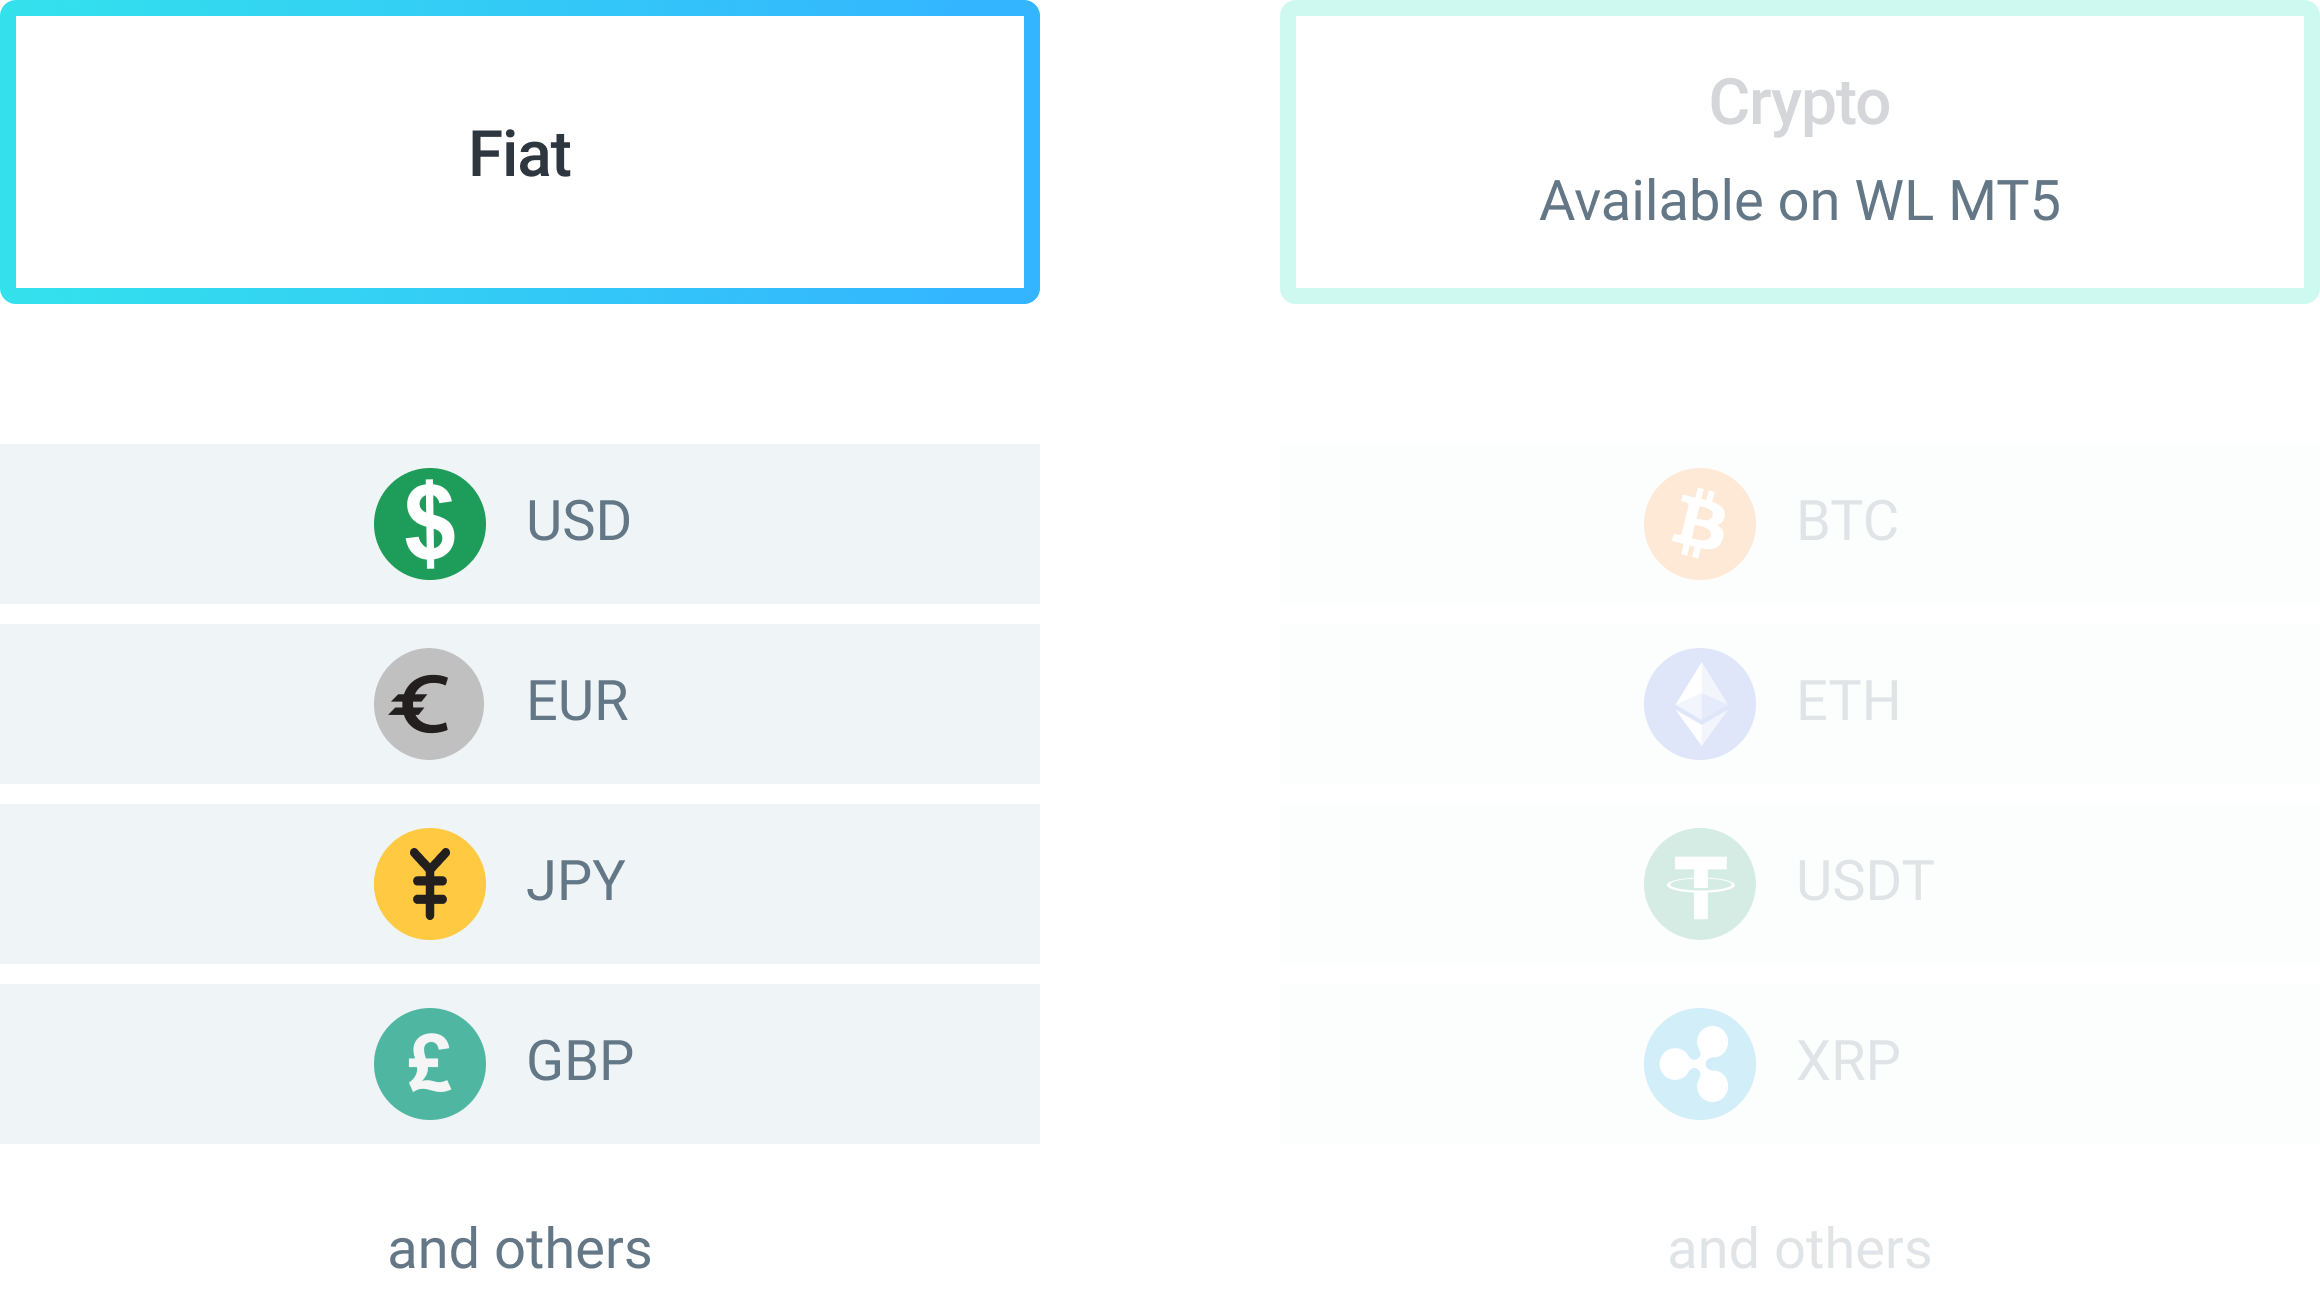 Fiat
USD
EUR
JPY
GBP
and others
Crypto
Available on WL MT5
BTC
ETH
USDT
XRP
and others